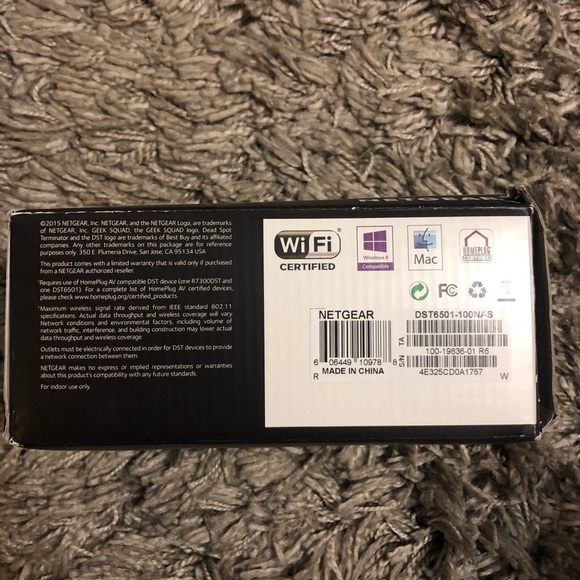 ©2015 NETGEAR, Inc. NETGEAR, and the NETGEAR Logo, are trademarks
of NETGEAR, Inc. GEEK SQUAD, the GEEK SQUAD logo, Dead Spot
Terminator and the DST logo are trademarks of Best Buy and its affiliated
companies. Any other trademarks on this package are for reference
purposes only. 350 E. Plumeria Drive, San Jose, CA 95134 USA
This product comes with a limited warranty that is valid only if purchased
from a NETGEAR authorized reseller.
*Requires use of HomePlug AV compatible DST device (one R7300DST and
one DST6501). For a complete list of HomePlug AV certified devices,
please check www.homeplug.org/certified_products.
†Maximum wireless signal rate derived from IEEE standard 802.11
specifications. Actual data throughput and wireless coverage will vary.
Network conditions and environmental factors, including volume of
network traffic, interference, and building construction may lower actual
data throughput and wireless coverage.
Outlets must be electrically connected in order for DST devices to provide
a network connection between them.
NETGEAR makes no express or implied representations or warranties
about this product's compatibility with any future standards.
For indoor use only.
Wi Fi®
CERTIFIED
Windows 8
Compatible
Mac
HOMEPLUG
CERTIFIED
FC
NETGEAR
6 06449 10978 8
R MADE IN CHINA
DST6501-100NAS
TA
100-19836-01 R6
S/N
4E325CD0A1757
W